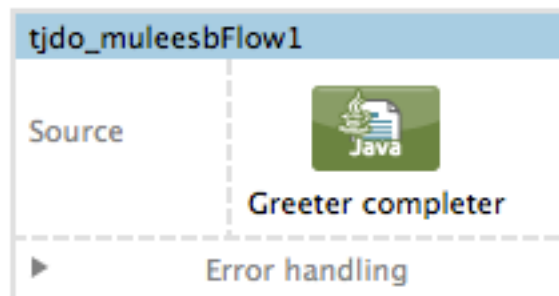 tjdo_muleesbFlow1
Source
Java
Greeter completer
Error handling